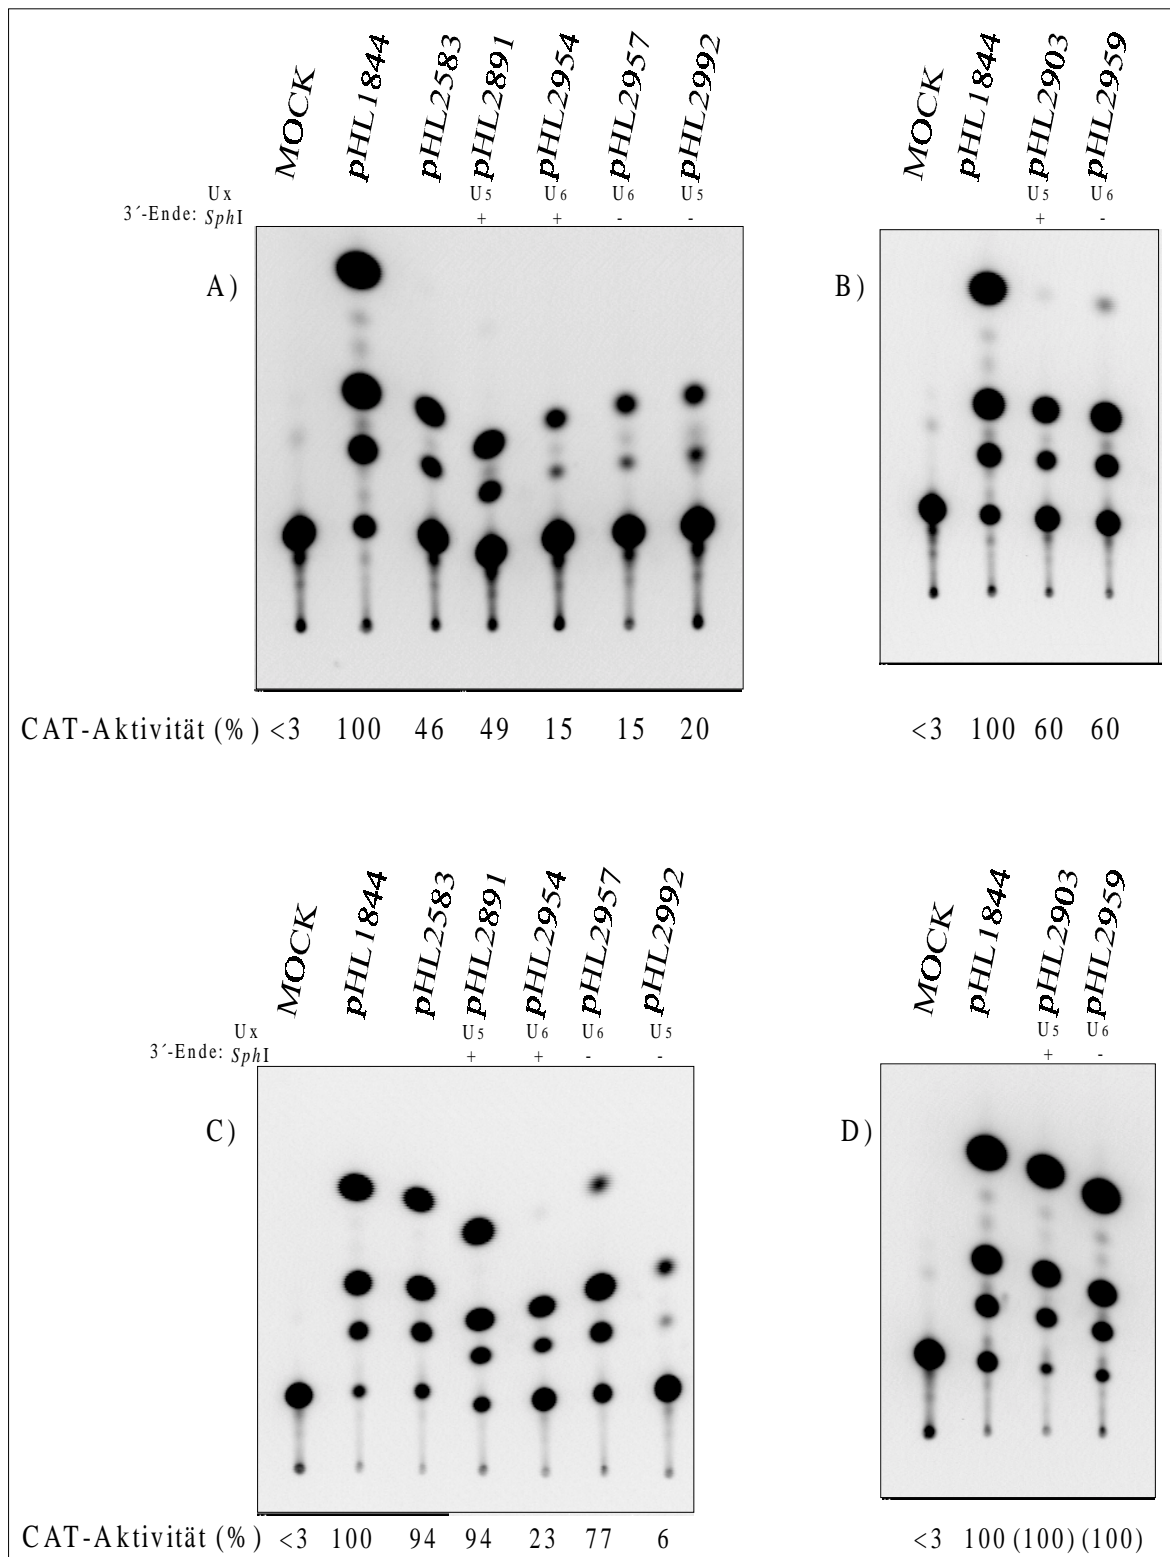 MOCK pHL1844 pHL2583 pHL2891 pHL2954 pHL2957 pHL2992
Ux U5 U6 U6 U5
3´-Ende: SphI + + - -
A)
CAT-Aktivität (%) <3 100 46 49 15 15 20
MOCK pHL1844 pHL2903 pHL2959
U5 U6
+ -
B)
<3 100 60 60
MOCK pHL1844 pHL2583 pHL2891 pHL2954 pHL2957 pHL2992
Ux U5 U6 U6 U5
3´-Ende: SphI + + - -
C)
CAT-Aktivität (%) <3 100 94 94 23 77 6
MOCK pHL1844 pHL2903 pHL2959
U5 U6
+ -
D)
<3 100 (100) (100)